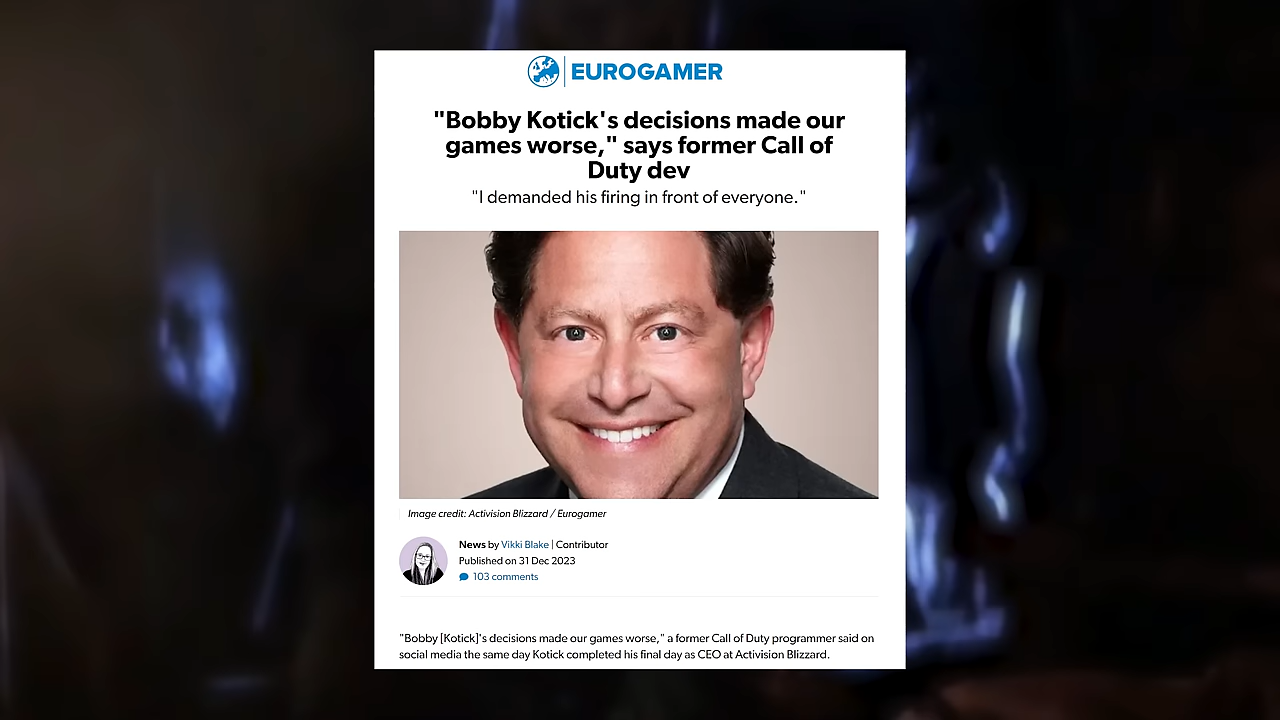 EUROGAMER
"Bobby Kotick's decisions made our
games worse," says former Call of
Duty dev
"I demanded his firing in front of everyone."
Image credit: Activision Blizzard / Eurogamer
News by Vikki Blake | Contributor
Published on 31 Dec 2023
103 comments
"Bobby [Kotick]'s decisions made our games worse," a former Call of Duty programmer said on
social media the same day Kotick completed his final day as CEO at Activision Blizzard.